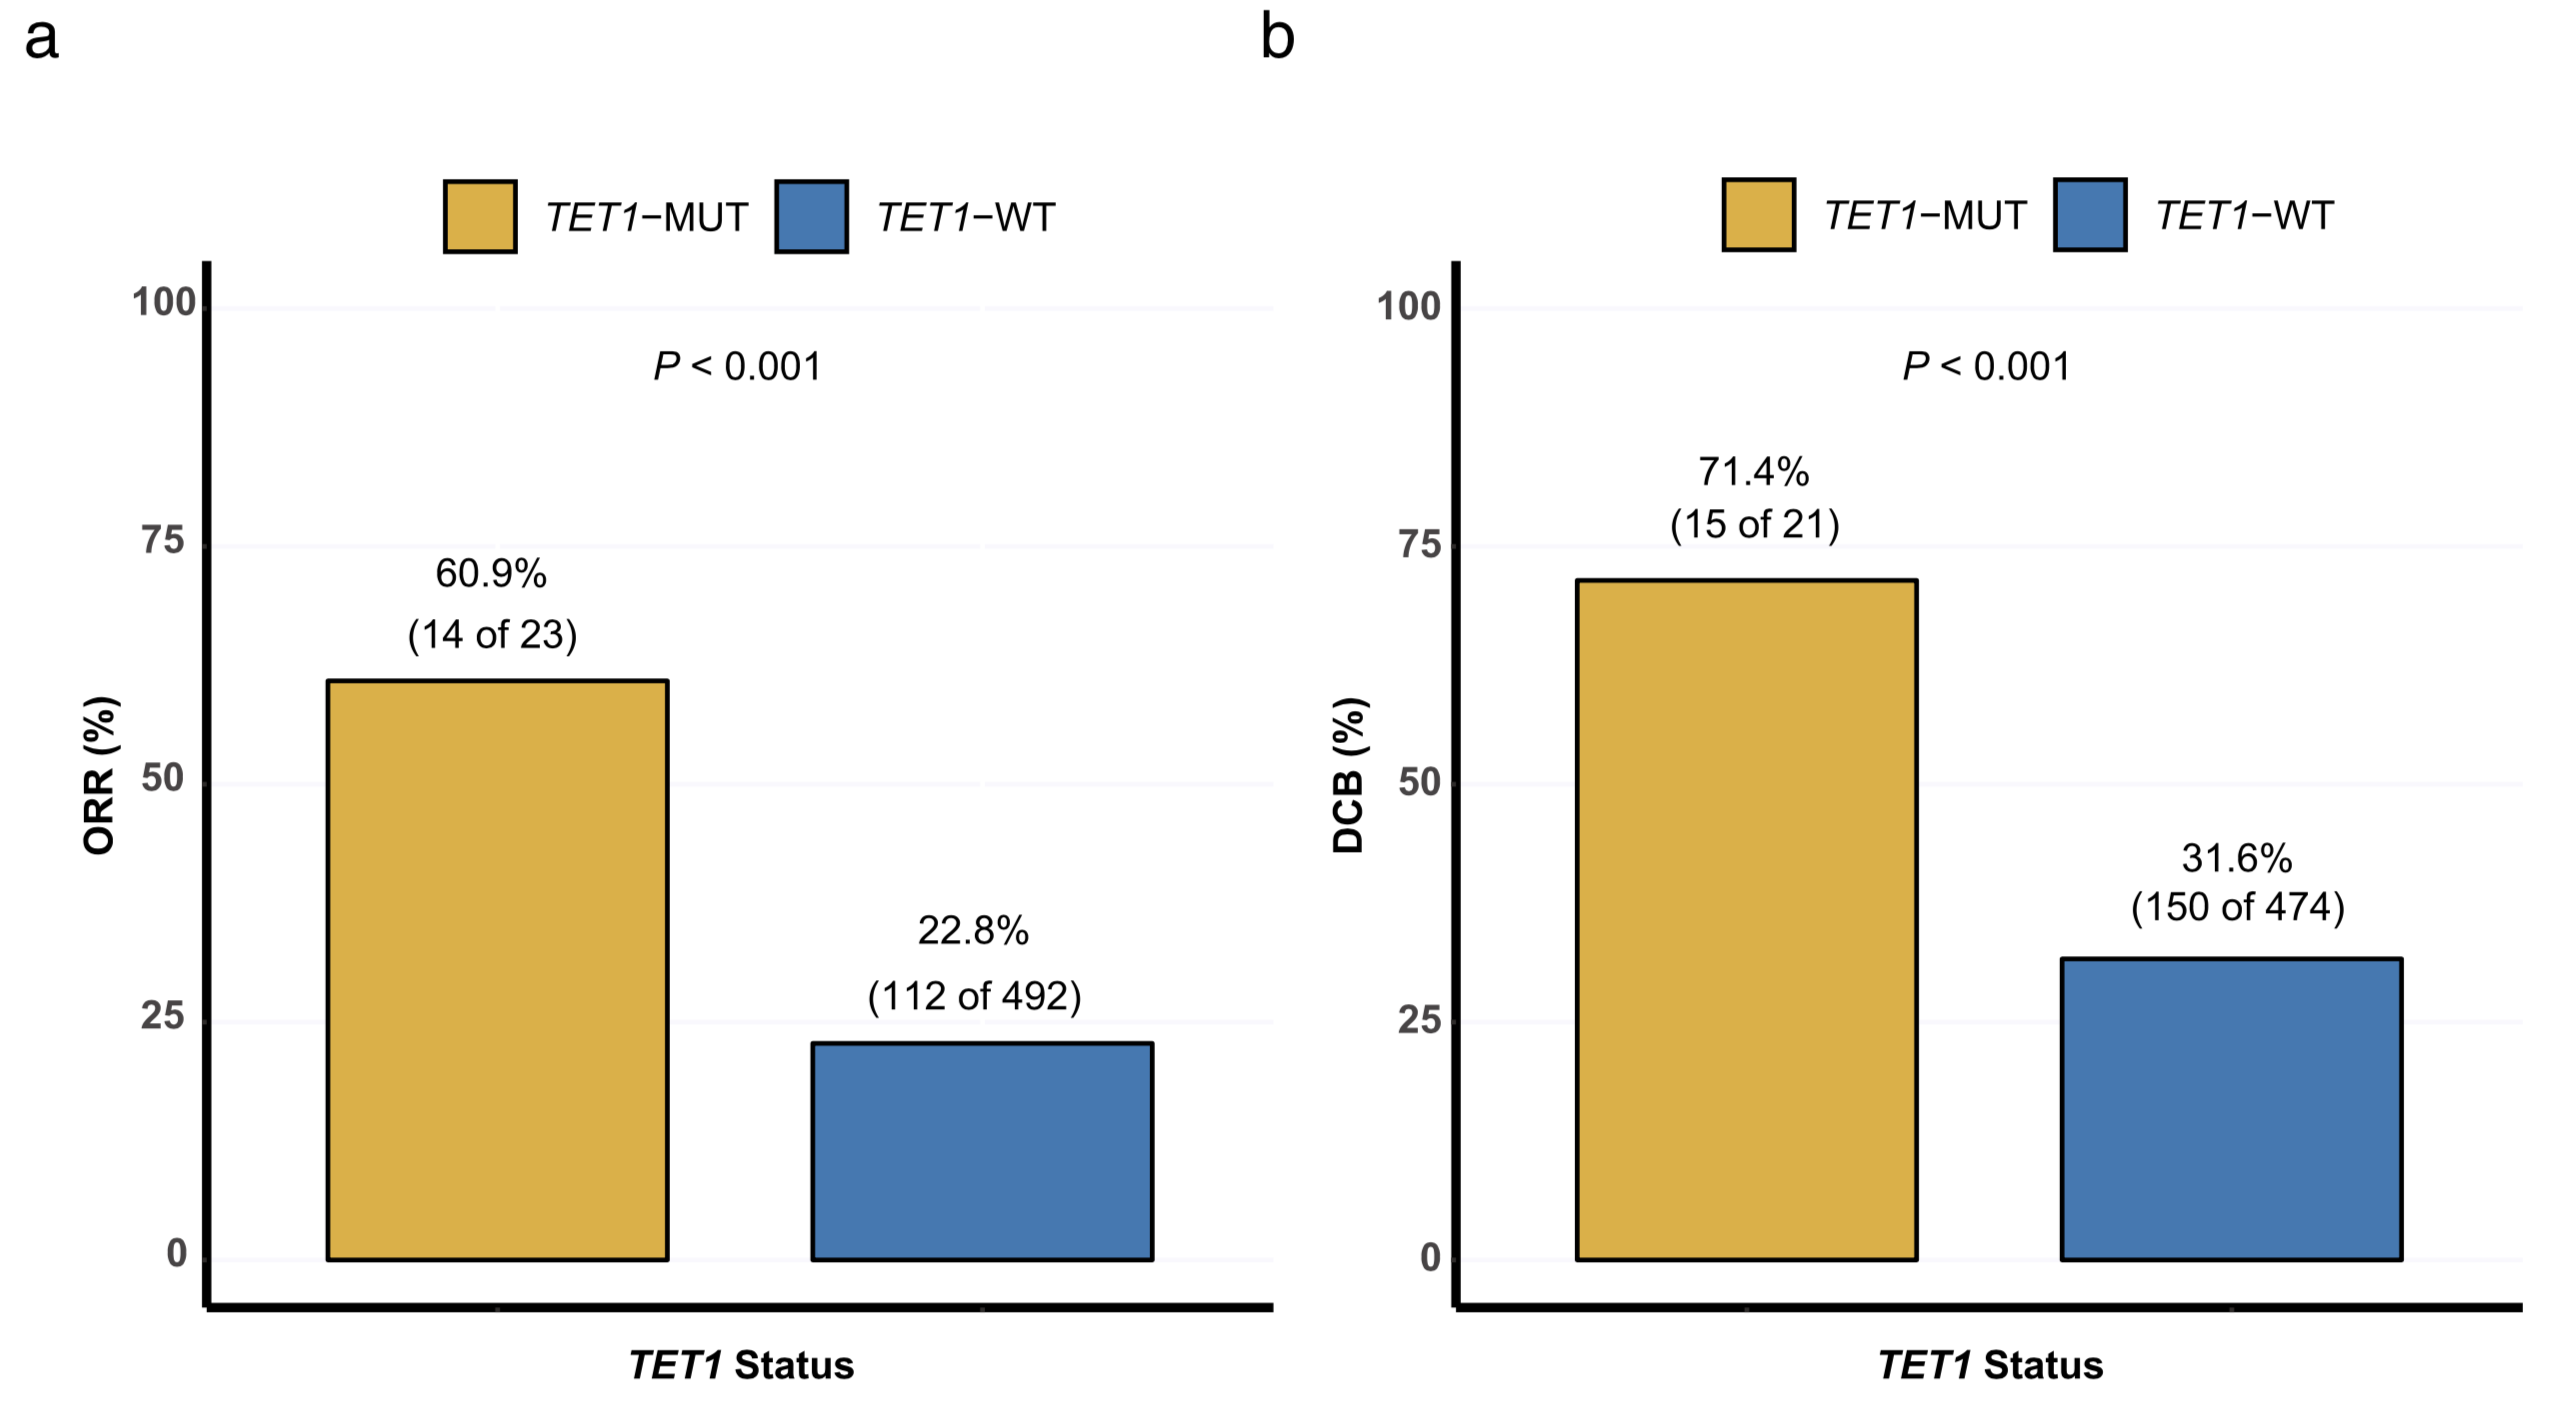 a
TET1−MUT
TET1−WT
100
75
50
25
0
ORR (%)
P < 0.001
60.9%
(14 of 23)
22.8%
(112 of 492)
TET1 Status
b
TET1−MUT
TET1−WT
100
75
50
25
0
DCB (%)
P < 0.001
71.4%
(15 of 21)
31.6%
(150 of 474)
TET1 Status